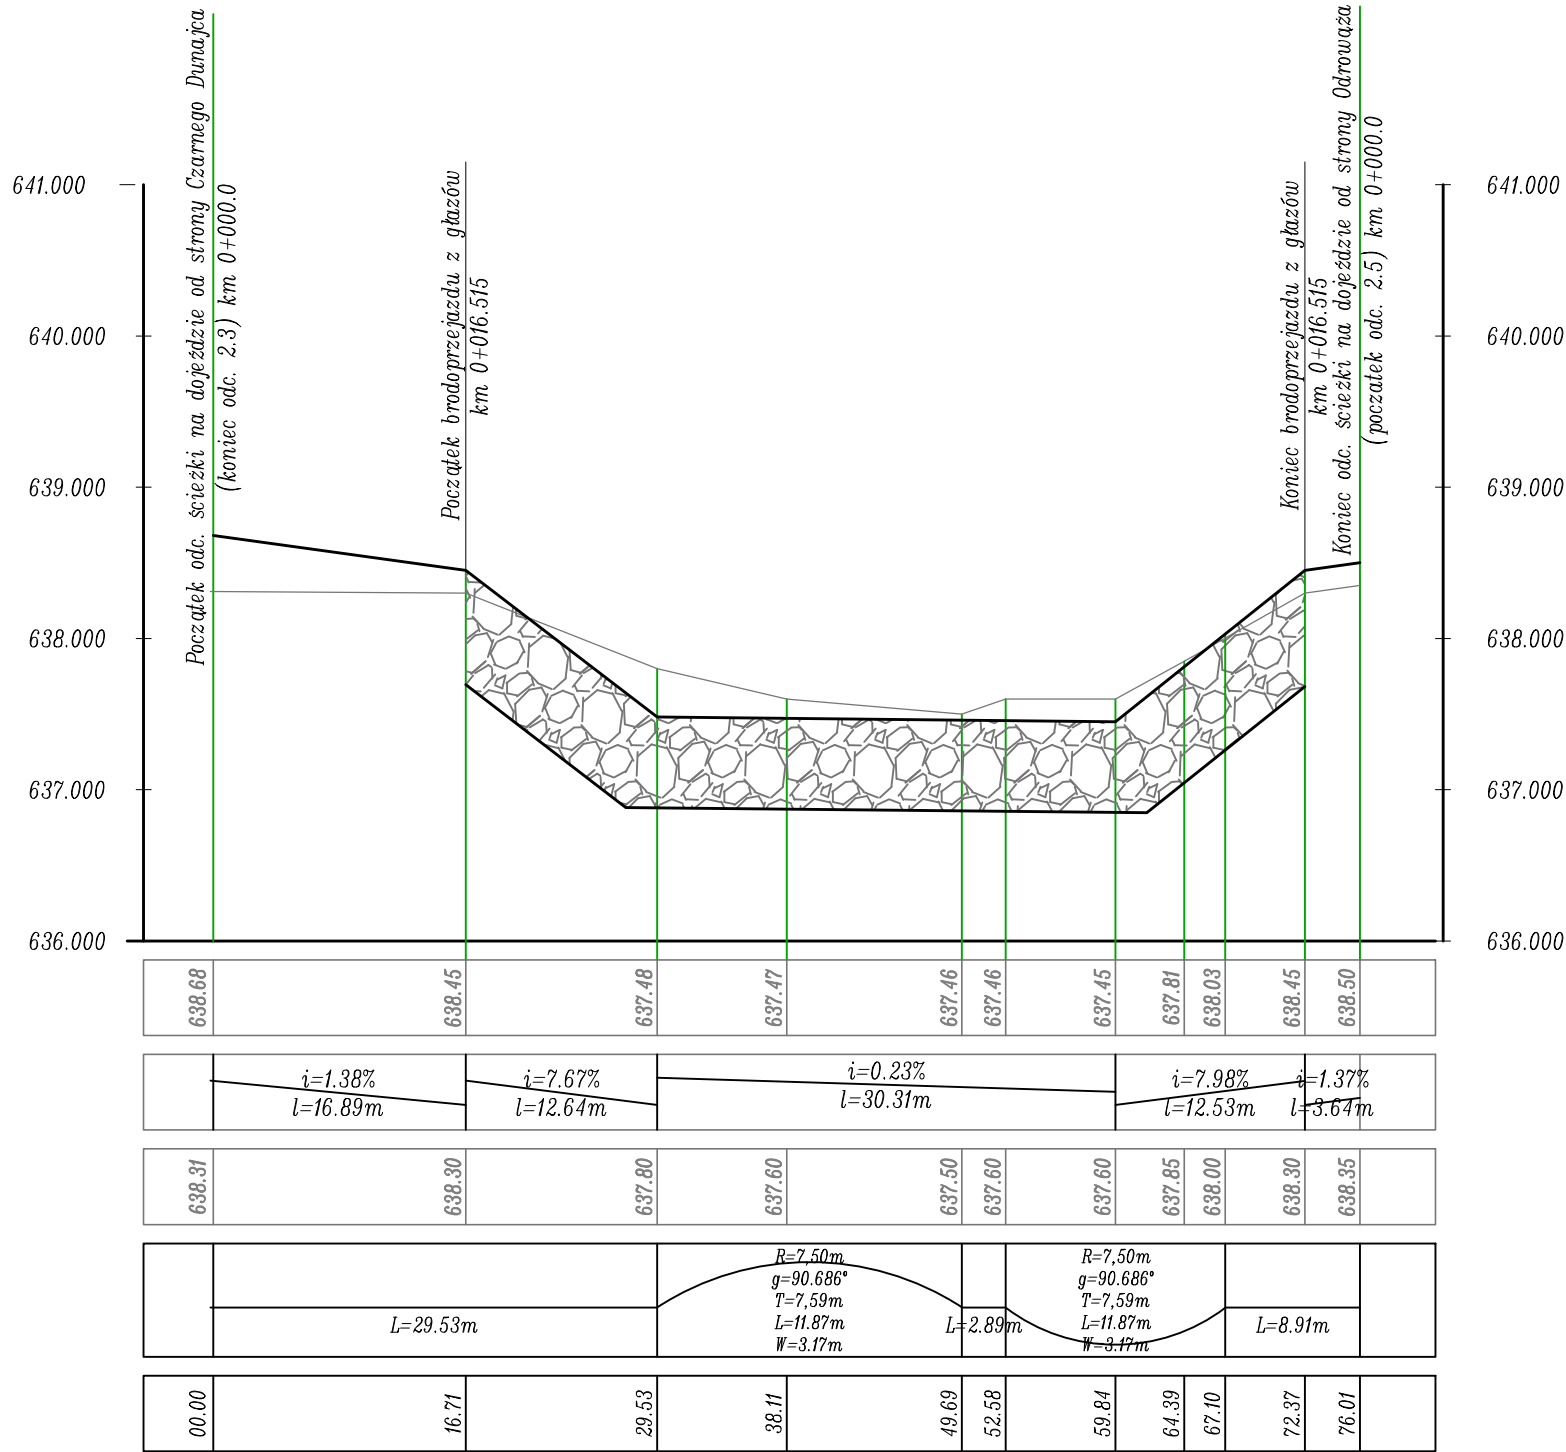 Początek odc. ścieżki na dojeździe od strony Czarnego Dunajca
(koniec odc. 2.3) km 0+000.0
Początek brodoprzejazdu z głazów
km 0+016.515
Koniec brodoprzejazdu z głazów
km 0+016.515
Koniec odc. ścieżki na dojeździe od strony Odrowąża
(poczatek odc. 2.5) km 0+000.0
641.000
640.000
639.000
638.000
637.000
636.000
641.000
640.000
639.000
638.000
637.000
636.000
638.68 638.45 637.48 637.47 637.46 637.46 637.45 637.81 638.03 638.45 638.50
i=1.38% i=7.67% i=0.23% i=7.98% i=1.37%
l=16.89m l=12.64m l=30.31m l=12.53m l=3.64m
638.31 638.30 637.80 637.60 637.50 637.60 637.60 637.85 638.00 638.30 638.35
L=29.53m
R=7,50m
g=90.686°
T=7,59m
L=11.87m
W=3.17m
L=2.89m
R=7,50m
g=90.686°
T=7,59m
L=11.87m
W=3.17m
L=8.91m
00.00 16.71 29.53 38.11 49.69 52.58 59.84 64.39 67.10 72.37 76.01